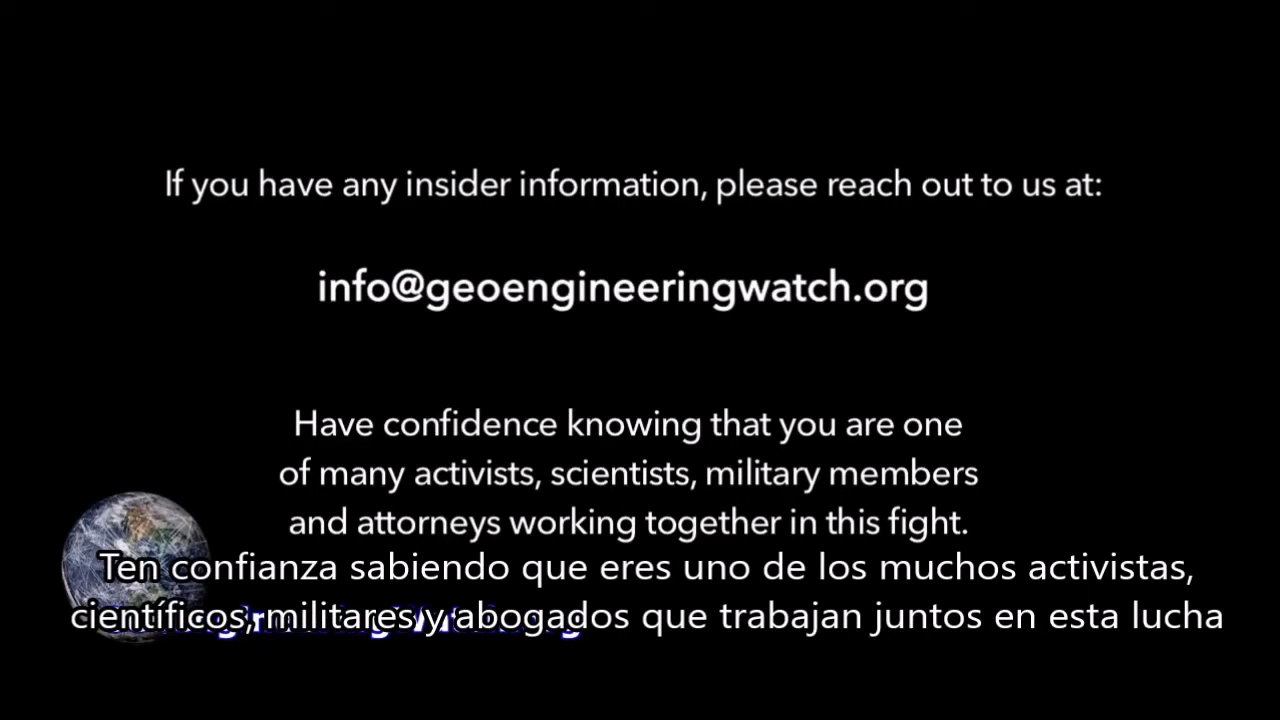 If you have any insider information, please reach out to us at:
info@geoengineeringwatch.org
Have confidence knowing that you are one
of many activists, scientists, military members
and attorneys working together in this fight.
Ten confianza sabiendo que eres uno de los muchos activistas,
científicos, militares y abogados que trabajan juntos en esta lucha